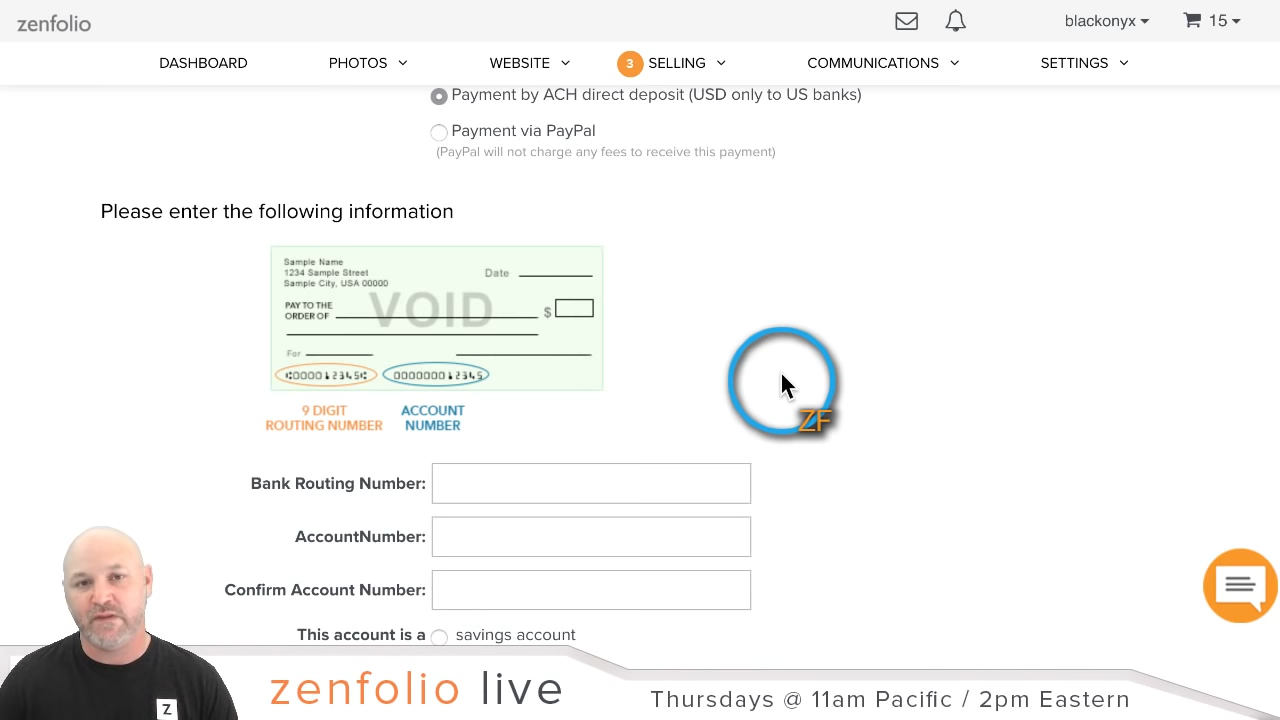 zenfolio
blackonyx
15
DASHBOARD
PHOTOS
WEBSITE
3
SELLING
COMMUNICATIONS
SETTINGS
Payment by ACH direct deposit (USD only to US banks)
Payment via PayPal
(PayPal will not charge any fees to receive this payment)
Please enter the following information
Sample Name
1234 Sample Street
Sample City, USA 00000
Date
PAY TO THE
ORDER OF
VOID
$
For
⑆000012345⑆
000000012345
9 DIGIT
ROUTING NUMBER
ACCOUNT
NUMBER
ZF
Bank Routing Number:
AccountNumber:
Confirm Account Number:
This account is a
savings account
Z
zenfolio live
Thursdays @ 11am Pacific / 2pm Eastern